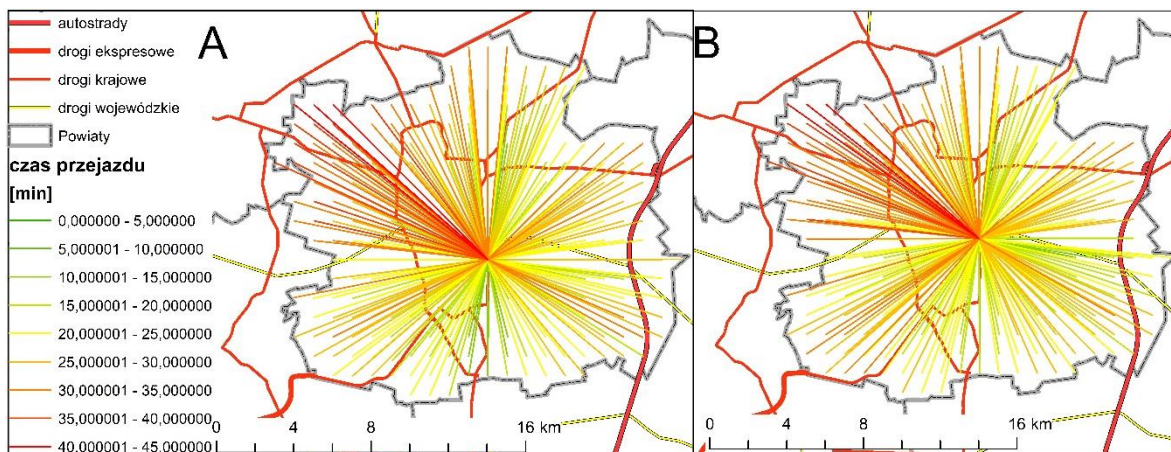 autostrady
drogi ekspresowe
drogi krajowe
drogi wojewódzkie
Powiaty
czas przejazdu
[min]
0,000000 - 5,000000
5,000001 - 10,000000
10,000001 - 15,000000
15,000001 - 20,000000
20,000001 - 25,000000
25,000001 - 30,000000
30,000001 - 35,000000
35,000001 - 40,000000
40,000001 - 45,000000
A
0 4 8 16 km
B
0 4 8 16 km